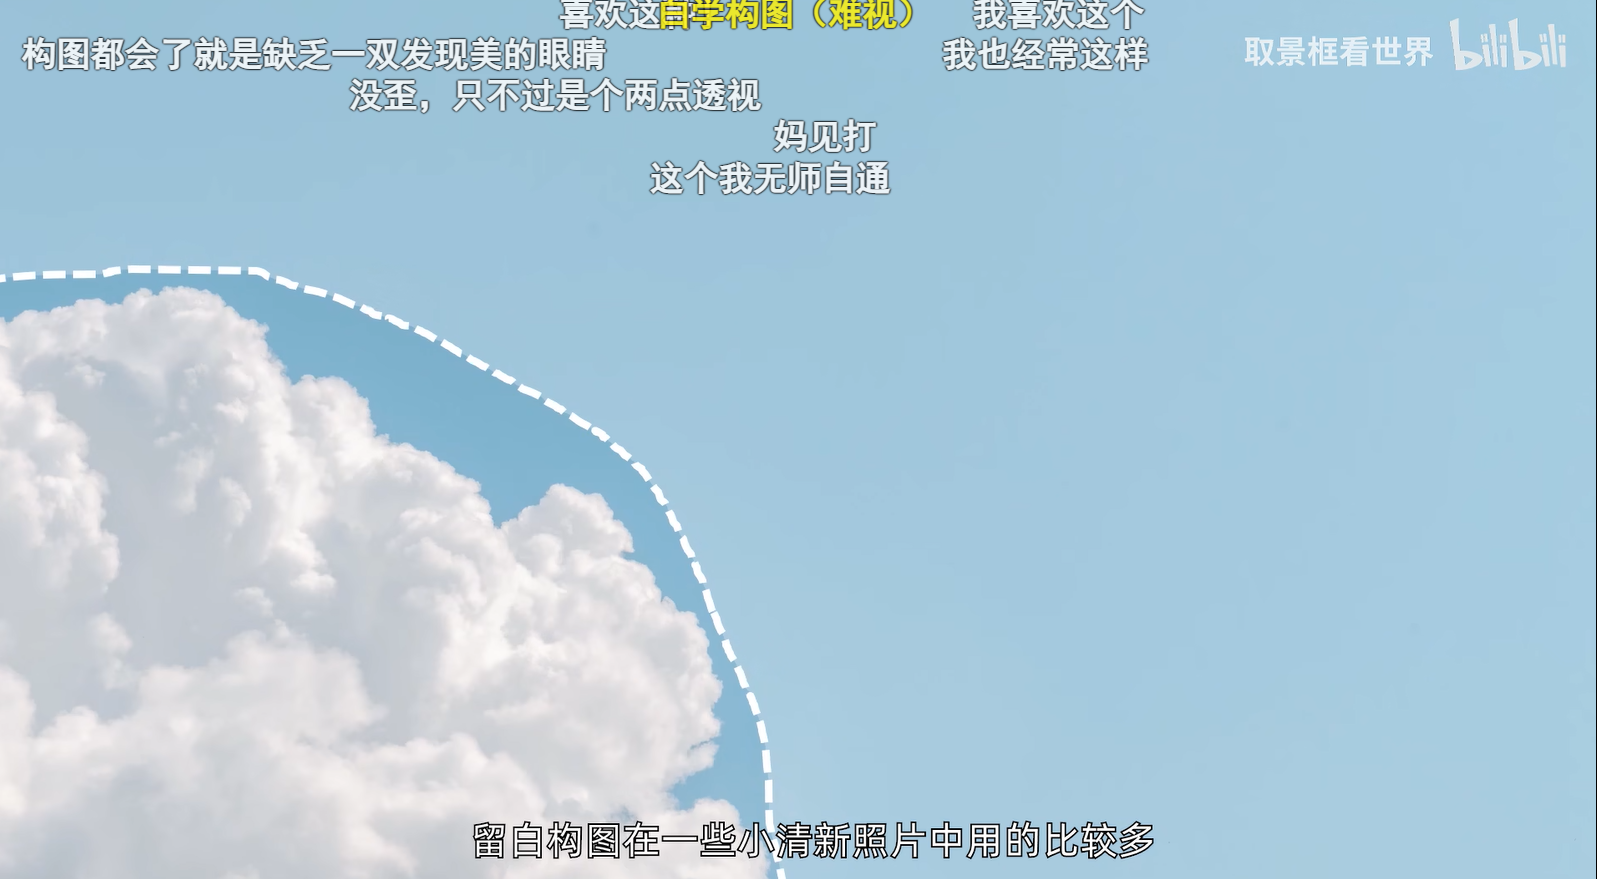 喜欢这
自学构图（难视）
我喜欢这个
构图都会了就是缺乏一双发现美的眼睛
我也经常这样
取景框看世界 bilibili
没歪，只不过是个两点透视
妈见打
这个我无师自通
留白构图在一些小清新照片中用的比较多